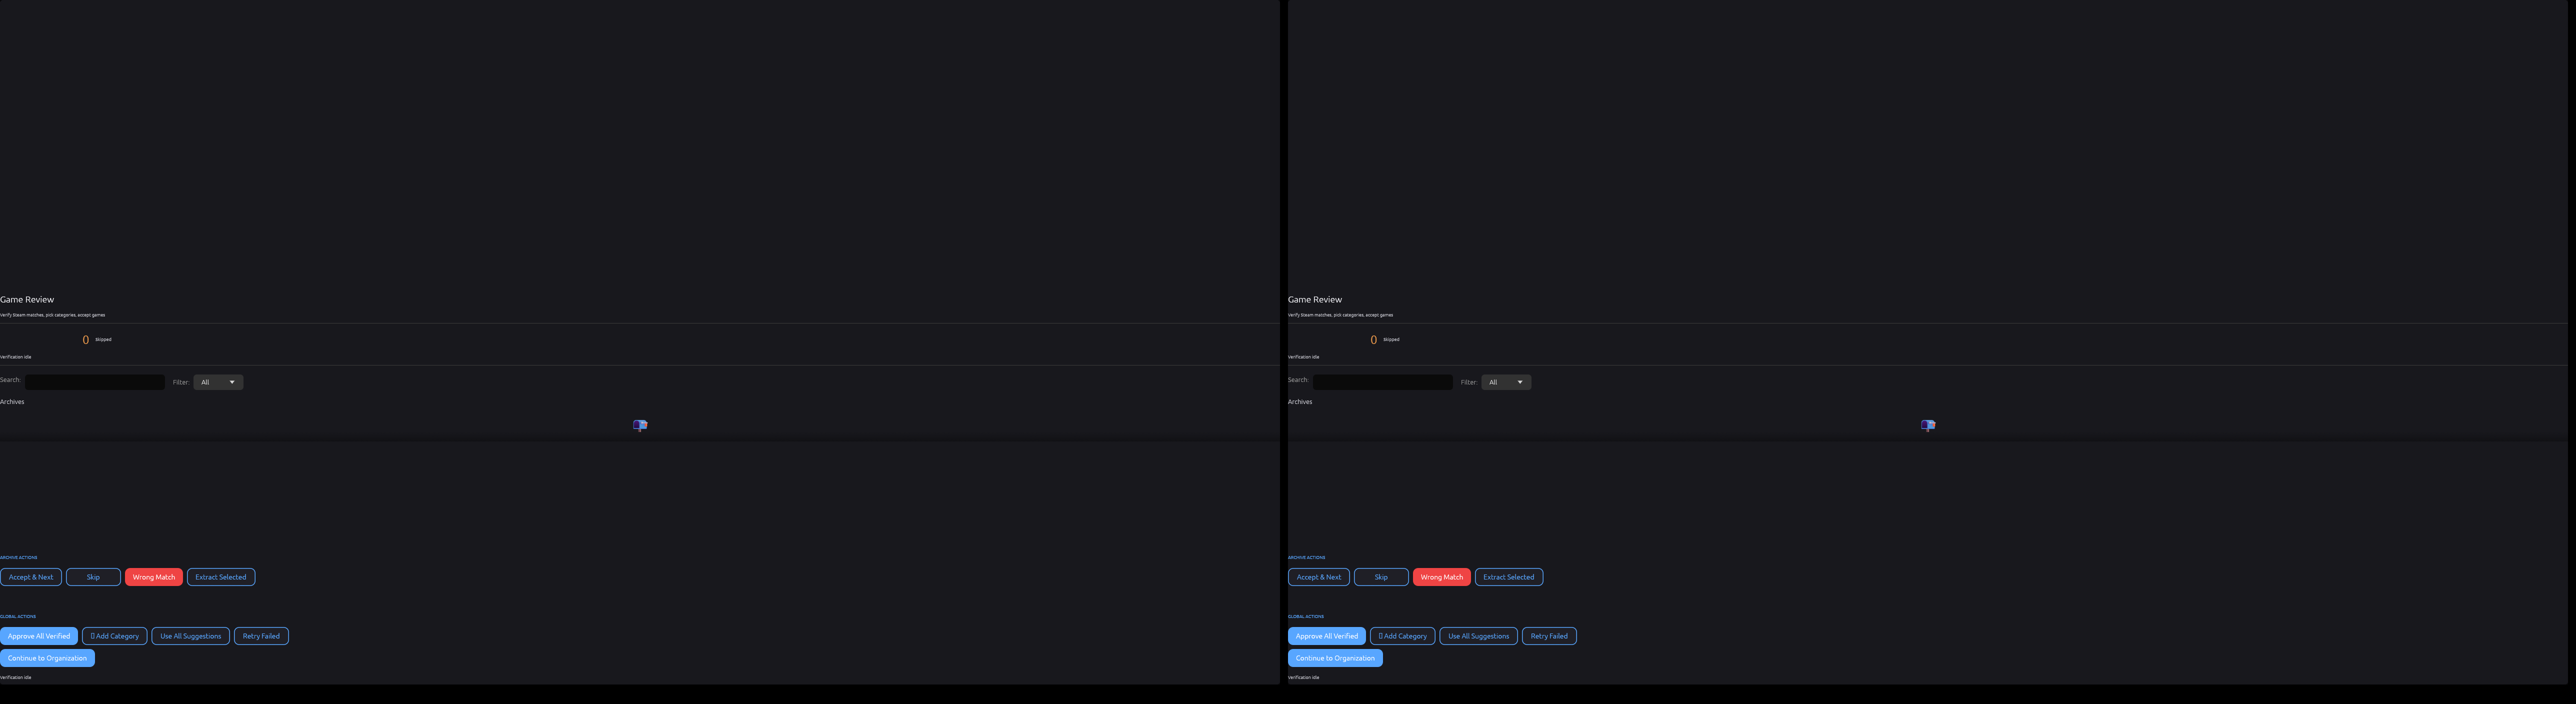 Game Review
Verify Steam matches, pick categories, accept games
0 Skipped
Verification idle
Search: Filter: All
Archives
ARCHIVE ACTIONS
Accept & Next Skip Wrong Match Extract Selected
GLOBAL ACTIONS
Approve All Verified Add Category Use All Suggestions Retry Failed
Continue to Organization
Verification idle
Game Review
Verify Steam matches, pick categories, accept games
0 Skipped
Verification idle
Search: Filter: All
Archives
ARCHIVE ACTIONS
Accept & Next Skip Wrong Match Extract Selected
GLOBAL ACTIONS
Approve All Verified Add Category Use All Suggestions Retry Failed
Continue to Organization
Verification idle